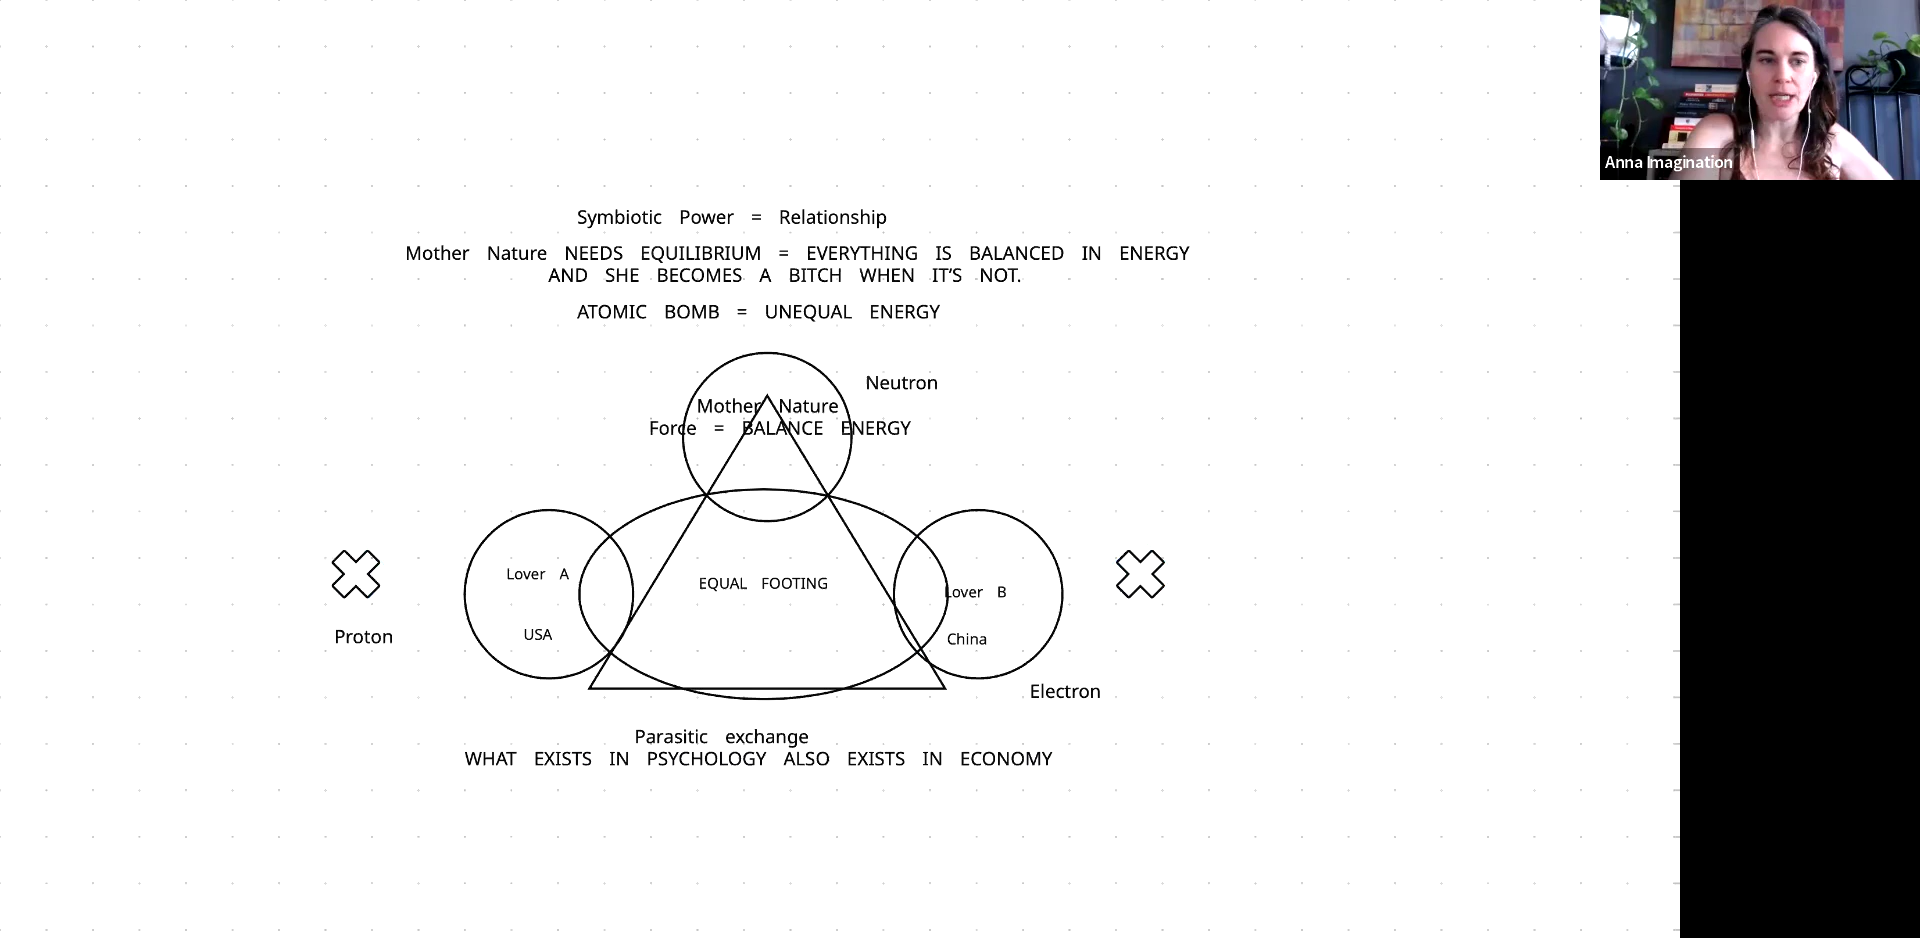 Anna Imagination
Symbiotic Power = Relationship
Mother Nature NEEDS EQUILIBRIUM = EVERYTHING IS BALANCED IN ENERGY
AND SHE BECOMES A BITCH WHEN IT'S NOT.
ATOMIC BOMB = UNEQUAL ENERGY
Neutron
Mother Nature
Force = BALANCE ENERGY
Lover A
EQUAL FOOTING
Lover B
USA
China
Proton
Electron
Parasitic exchange
WHAT EXISTS IN PSYCHOLOGY ALSO EXISTS IN ECONOMY